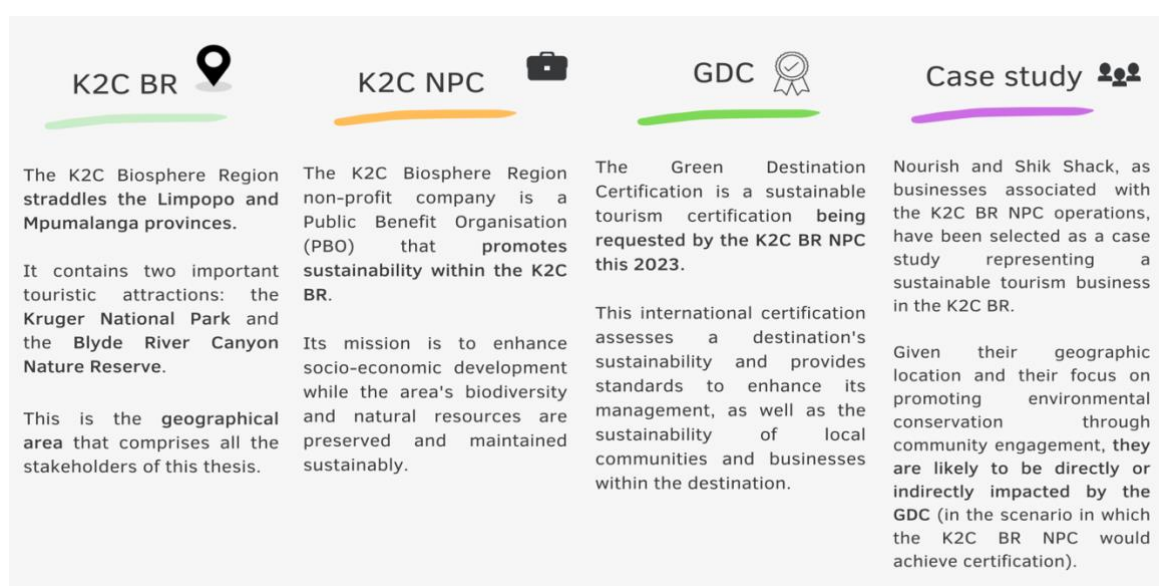 K2C BR
The K2C Biosphere Region
straddles the Limpopo and
Mpumalanga provinces.
It contains two important
touristic attractions: the
Kruger National Park and
the Blyde River Canyon
Nature Reserve.
This is the geographical
area that comprises all the
stakeholders of this thesis.
K2C NPC
The K2C Biosphere Region
non-profit company is a
Public Benefit Organisation
(PBO) that promotes
sustainability within the K2C
BR.
Its mission is to enhance
socio-economic development
while the area's biodiversity
and natural resources are
preserved and maintained
sustainably.
GDC
The Green Destination
Certification is a sustainable
tourism certification being
requested by the K2C BR NPC
this 2023.
This international certification
assesses a destination's
sustainability and provides
standards to enhance its
management, as well as the
sustainability of local
communities and businesses
within the destination.
Case study
Nourish and Shik Shack, as
businesses associated with
the K2C BR NPC operations,
have been selected as a case
study representing a
sustainable tourism business
in the K2C BR.
Given their geographic
location and their focus on
promoting environmental
conservation through
community engagement, they
are likely to be directly or
indirectly impacted by the
GDC (in the scenario in which
the K2C BR NPC would
achieve certification).